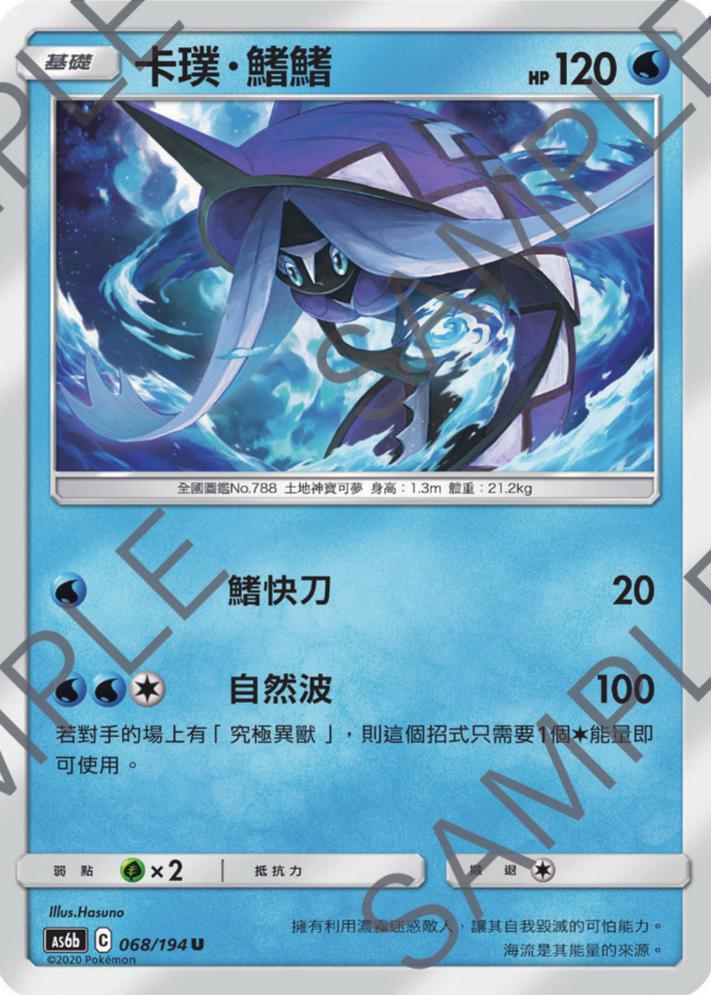 基礎 卡璞・鰭鰭 HP 120
全國圖鑑No.788 土地神寶可夢 身高：1.3m 體重：21.2kg
鰭快刀 20
自然波 100
若對手的場上有「究極異獸」，則這個招式只需要1個能量即
可使用。
弱點 ×2 抵抗力 撤退
Illus.Hasuno
AS6b C 068/194 U
©2020 Pokémon
擁有利用濃霧迷惑敵人，讓其自我毀滅的可怕能力。
海流是其能量的來源。
SAMPLE
SAMPLE
SAMPLE
SAMPLE